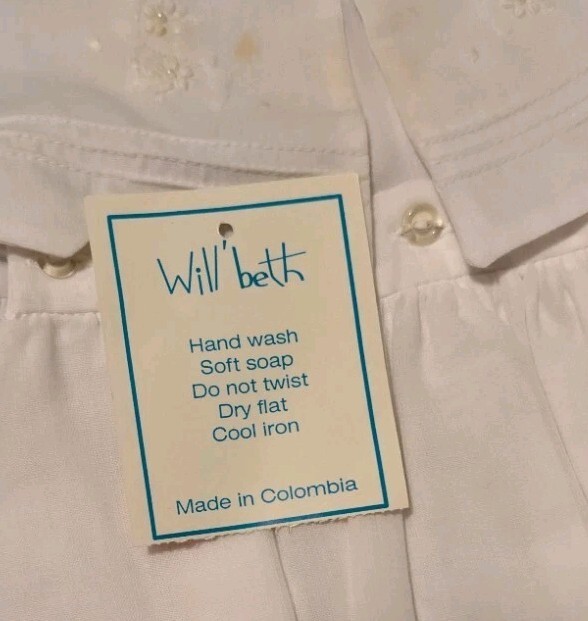 Will'beth
Hand wash
Soft soap
Do not twist
Dry flat
Cool iron
Made in Colombia